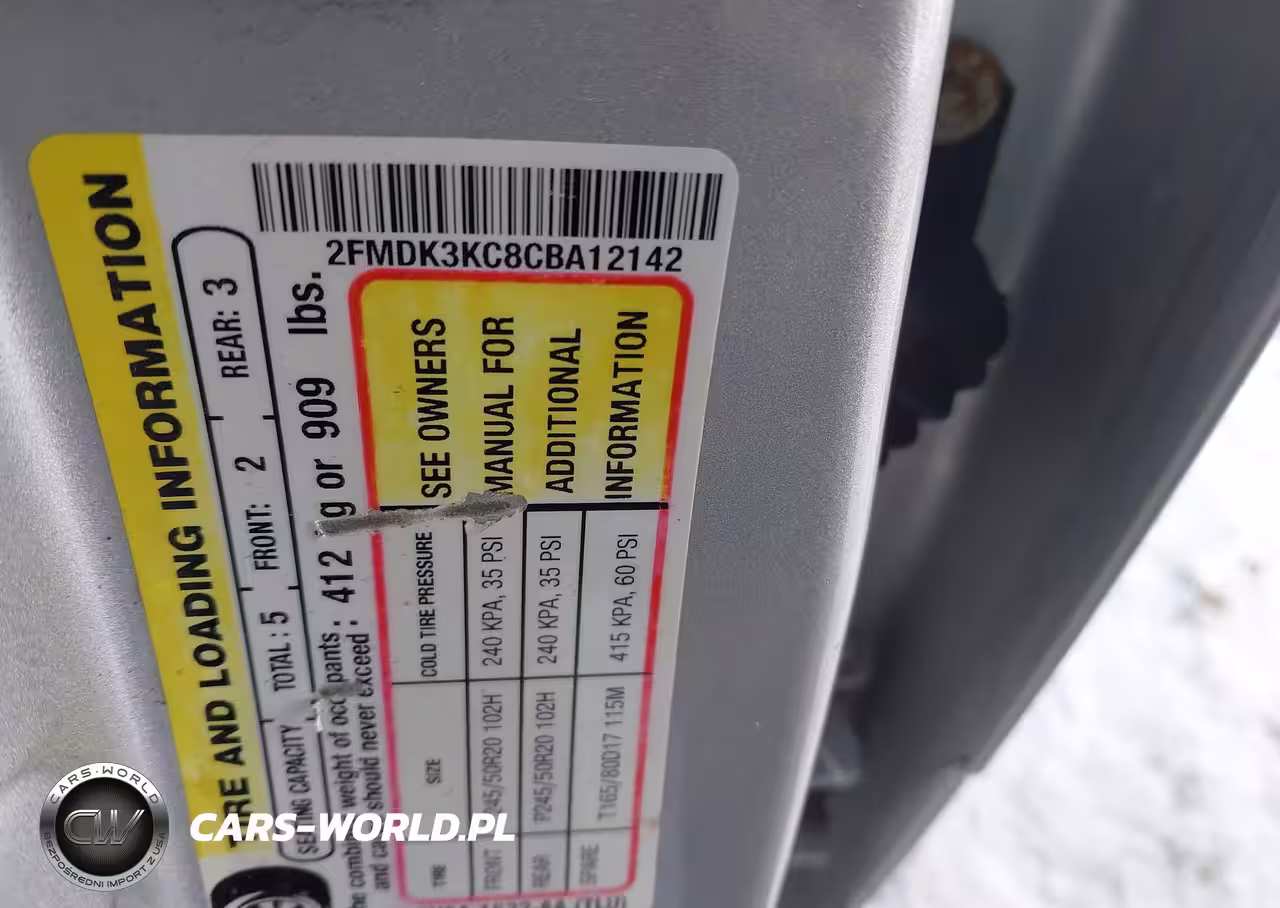 2FMDK3KC8CBA12142
TIRE AND LOADING INFORMATION
SEATING CAPACITY TOTAL : 5 FRONT: 2 REAR: 3
The combined weight of occupants
and cargo should never exceed : 412 kg or 909 lbs.
TIRE SIZE COLD TIRE PRESSURE
FRONT P245/50R20 102H 240 KPA, 35 PSI
REAR P245/50R20 102H 240 KPA, 35 PSI
SPARE T165/80D17 115M 415 KPA, 60 PSI
SEE OWNERS
MANUAL FOR
ADDITIONAL
INFORMATION
CARS-WORLD
CW
BEZPOŚREDNI IMPORT Z USA
CARS-WORLD.PL